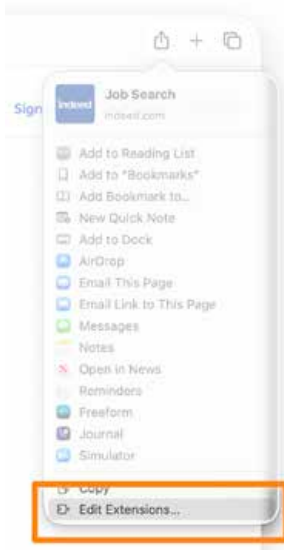 Sign
indeed
Job Search
indeed.com
Add to Reading List
Add to "Bookmarks"
Add Bookmark to...
New Quick Note
Add to Dock
AirDrop
Email This Page
Email Link to This Page
Messages
Notes
Open in News
Reminders
Freeform
Journal
Simulator
Copy
Edit Extensions...